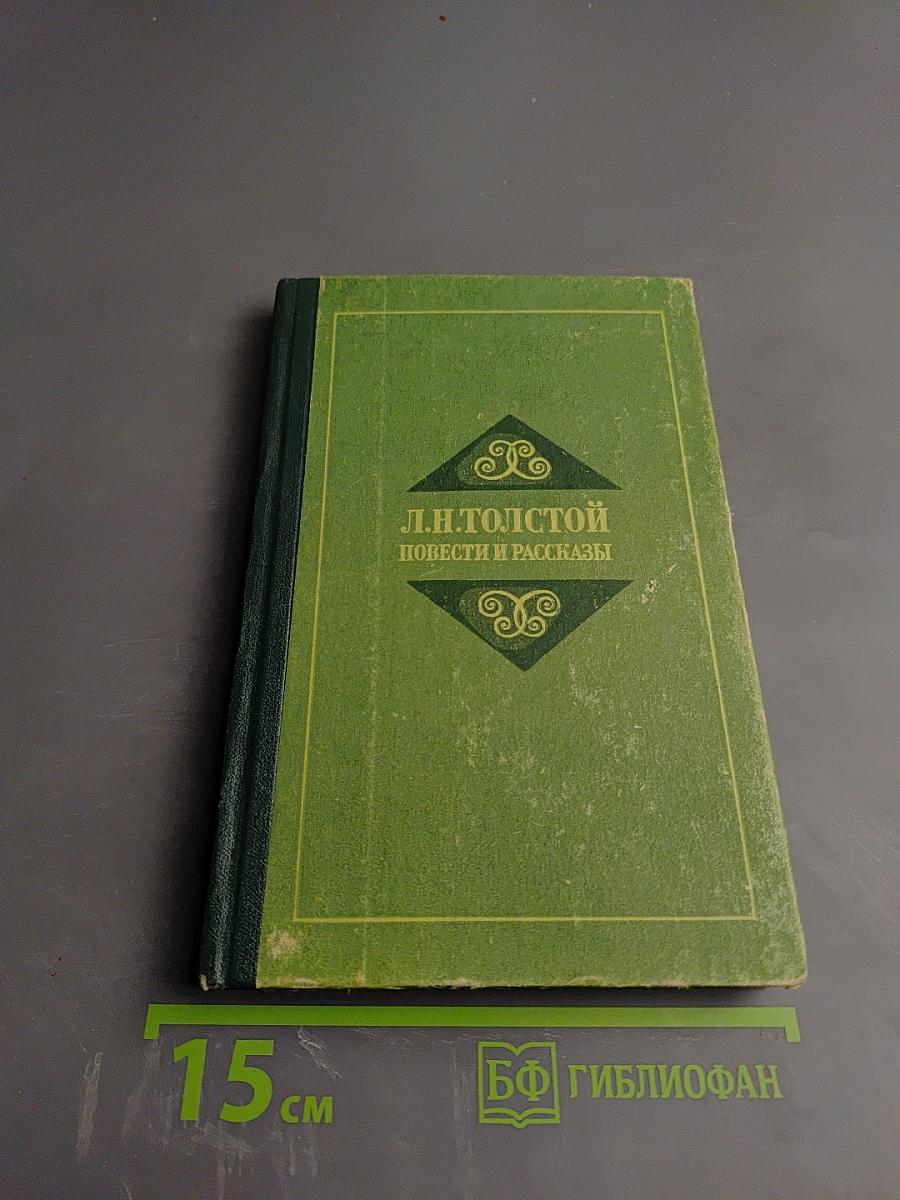 Л.Н.ТОЛСТОЙ
ПОВЕСТИ И РАССКАЗЫ
15 см
БФ ГИБЛИОФАН